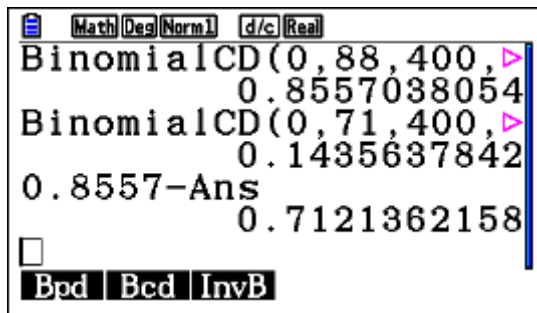 Math Deg Norm1 d/c Real
BinomialCD(0,88,400,
0.8557038054
BinomialCD(0,71,400,
0.1435637842
0.8557-Ans
0.7121362158
Bpd Bcd InvB